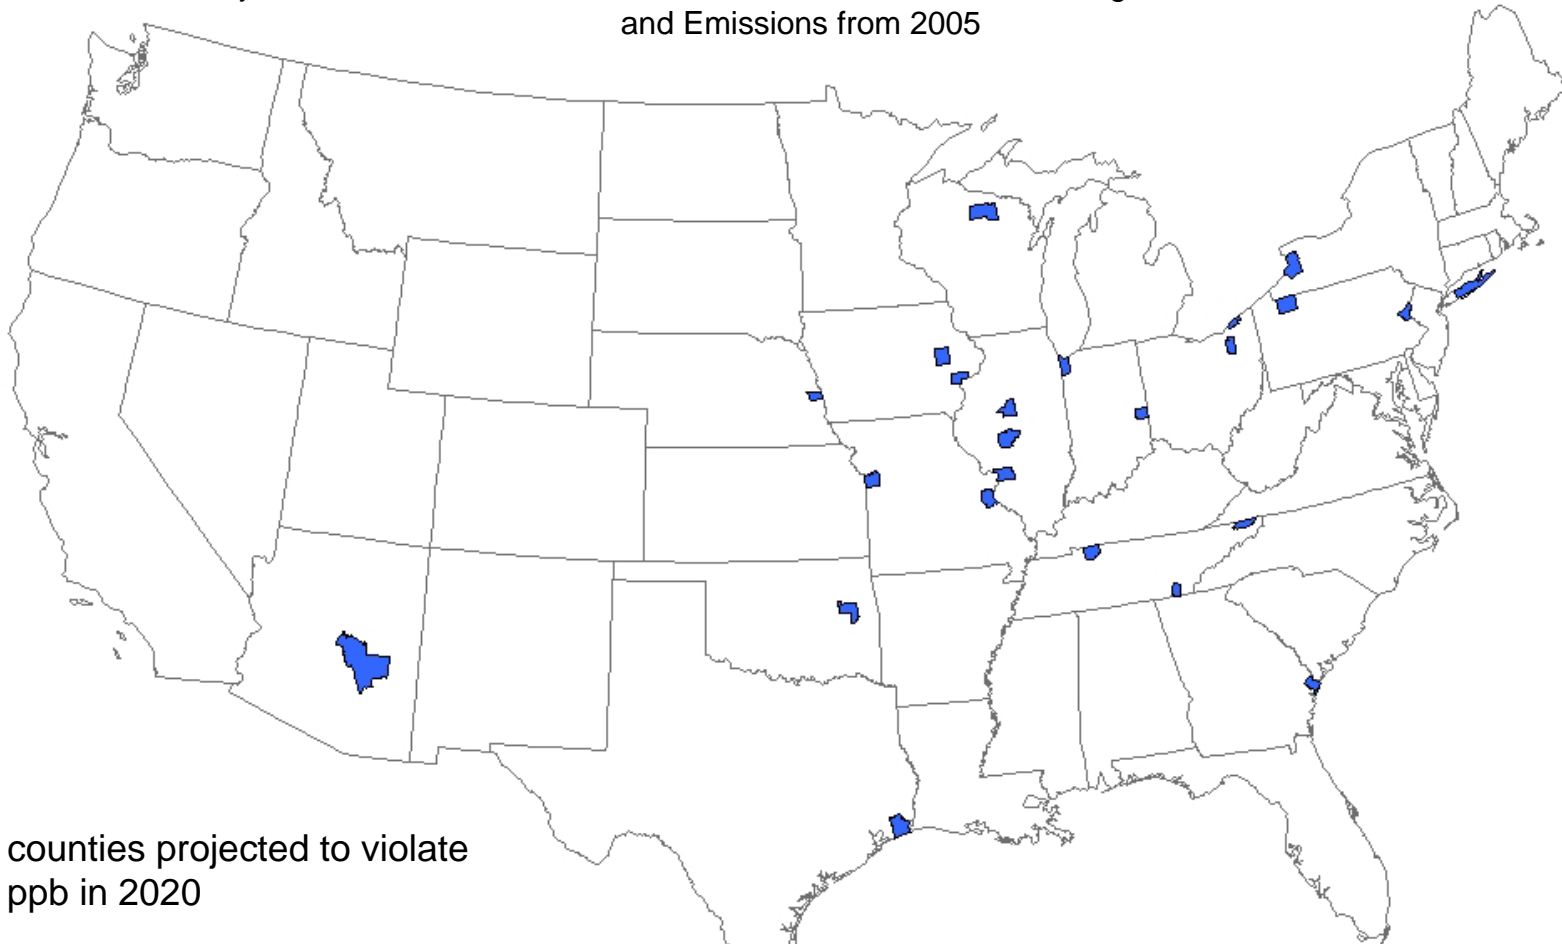 and Emissions from 2005
counties projected to violate
ppb in 2020